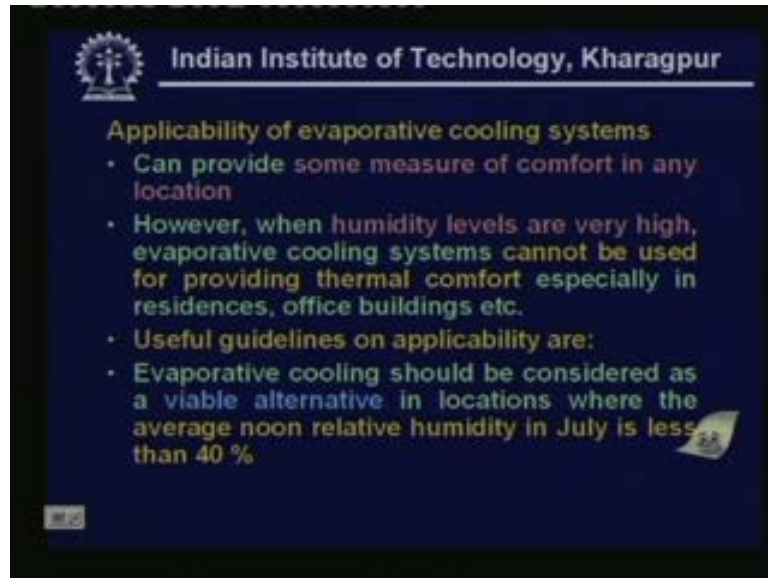 Indian Institute of Technology, Kharagpur
Applicability of evaporative cooling systems
• Can provide some measure of comfort in any
location
• However, when humidity levels are very high,
evaporative cooling systems cannot be used
for providing thermal comfort especially in
residences, office buildings etc.
• Useful guidelines on applicability are:
• Evaporative cooling should be considered as
a viable alternative in locations where the
average noon relative humidity in July is less
than 40 %